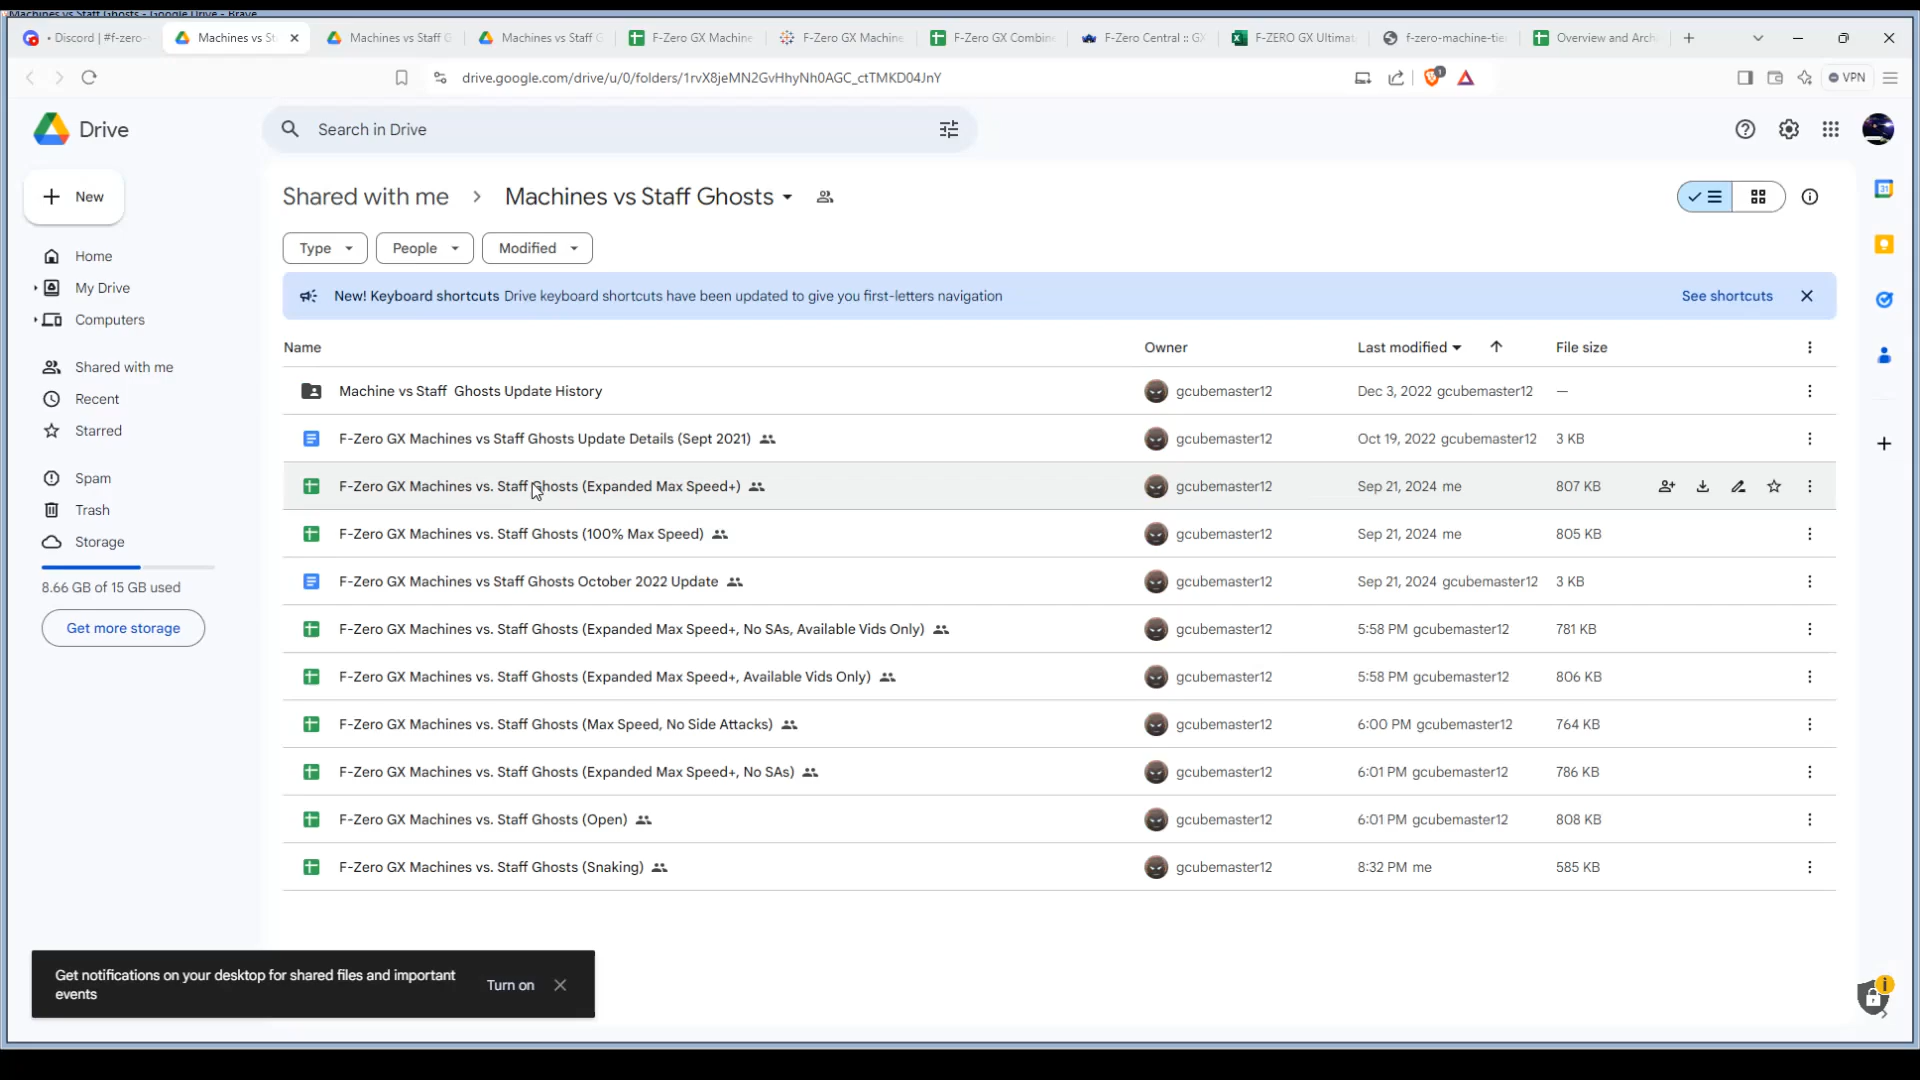 Machines vs Staff Ghosts - Google Drive - Brave
• Discord | #f-zero-
Machines vs St
Machines vs Staff G
Machines vs Staff G
F-Zero GX Machine
F-Zero GX Machine
F-Zero GX Combine
F-Zero Central :: GX
F-ZERO GX Ultimat
f-zero-machine-tie
Overview and Arch
drive.google.com/drive/u/0/folders/1rvX8jeMN2GvHhyNh0AGC_ctTMKD04JnY
VPN
Drive
Search in Drive
New
Shared with me > Machines vs Staff Ghosts
Type
People
Modified
Home
My Drive
Computers
Shared with me
Recent
Starred
Spam
Trash
Storage
8.66 GB of 15 GB used
Get more storage
New! Keyboard shortcuts Drive keyboard shortcuts have been updated to give you first-letters navigation
See shortcuts
Name Owner Last modified File size
Machine vs Staff Ghosts Update History gcubemaster12 Dec 3, 2022 gcubemaster12 —
F-Zero GX Machines vs Staff Ghosts Update Details (Sept 2021) gcubemaster12 Oct 19, 2022 gcubemaster12 3 KB
F-Zero GX Machines vs. Staff Ghosts (Expanded Max Speed+) gcubemaster12 Sep 21, 2024 me 807 KB
F-Zero GX Machines vs. Staff Ghosts (100% Max Speed) gcubemaster12 Sep 21, 2024 me 805 KB
F-Zero GX Machines vs Staff Ghosts October 2022 Update gcubemaster12 Sep 21, 2024 gcubemaster12 3 KB
F-Zero GX Machines vs. Staff Ghosts (Expanded Max Speed+, No SAs, Available Vids Only) gcubemaster12 5:58 PM gcubemaster12 781 KB
F-Zero GX Machines vs. Staff Ghosts (Expanded Max Speed+, Available Vids Only) gcubemaster12 5:58 PM gcubemaster12 806 KB
F-Zero GX Machines vs. Staff Ghosts (Max Speed, No Side Attacks) gcubemaster12 6:00 PM gcubemaster12 764 KB
F-Zero GX Machines vs. Staff Ghosts (Expanded Max Speed+, No SAs) gcubemaster12 6:01 PM gcubemaster12 786 KB
F-Zero GX Machines vs. Staff Ghosts (Open) gcubemaster12 6:01 PM gcubemaster12 808 KB
F-Zero GX Machines vs. Staff Ghosts (Snaking) gcubemaster12 8:32 PM me 585 KB
Get notifications on your desktop for shared files and important
events
Turn on
31